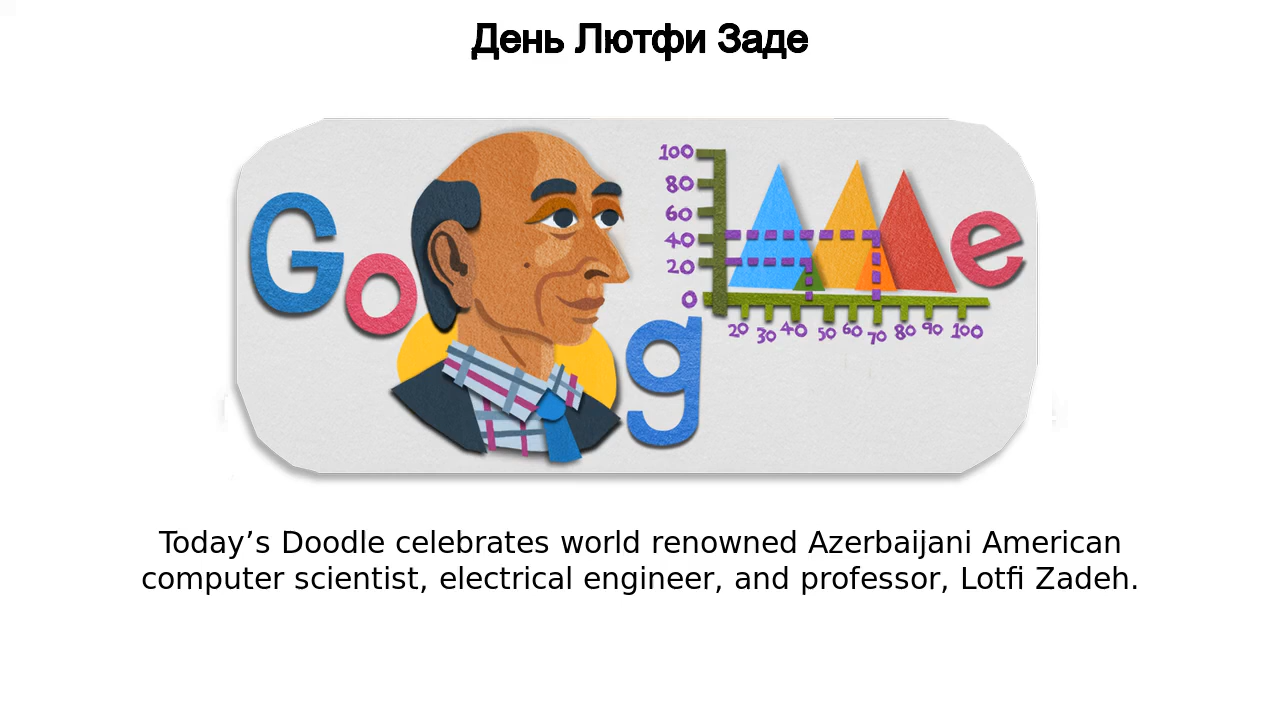 День Лютфи Заде
Google
100
80
60
40
20
0
20 30 40 50 60 70 80 90 100
Today’s Doodle celebrates world renowned Azerbaijani American
computer scientist, electrical engineer, and professor, Lotfi Zadeh.